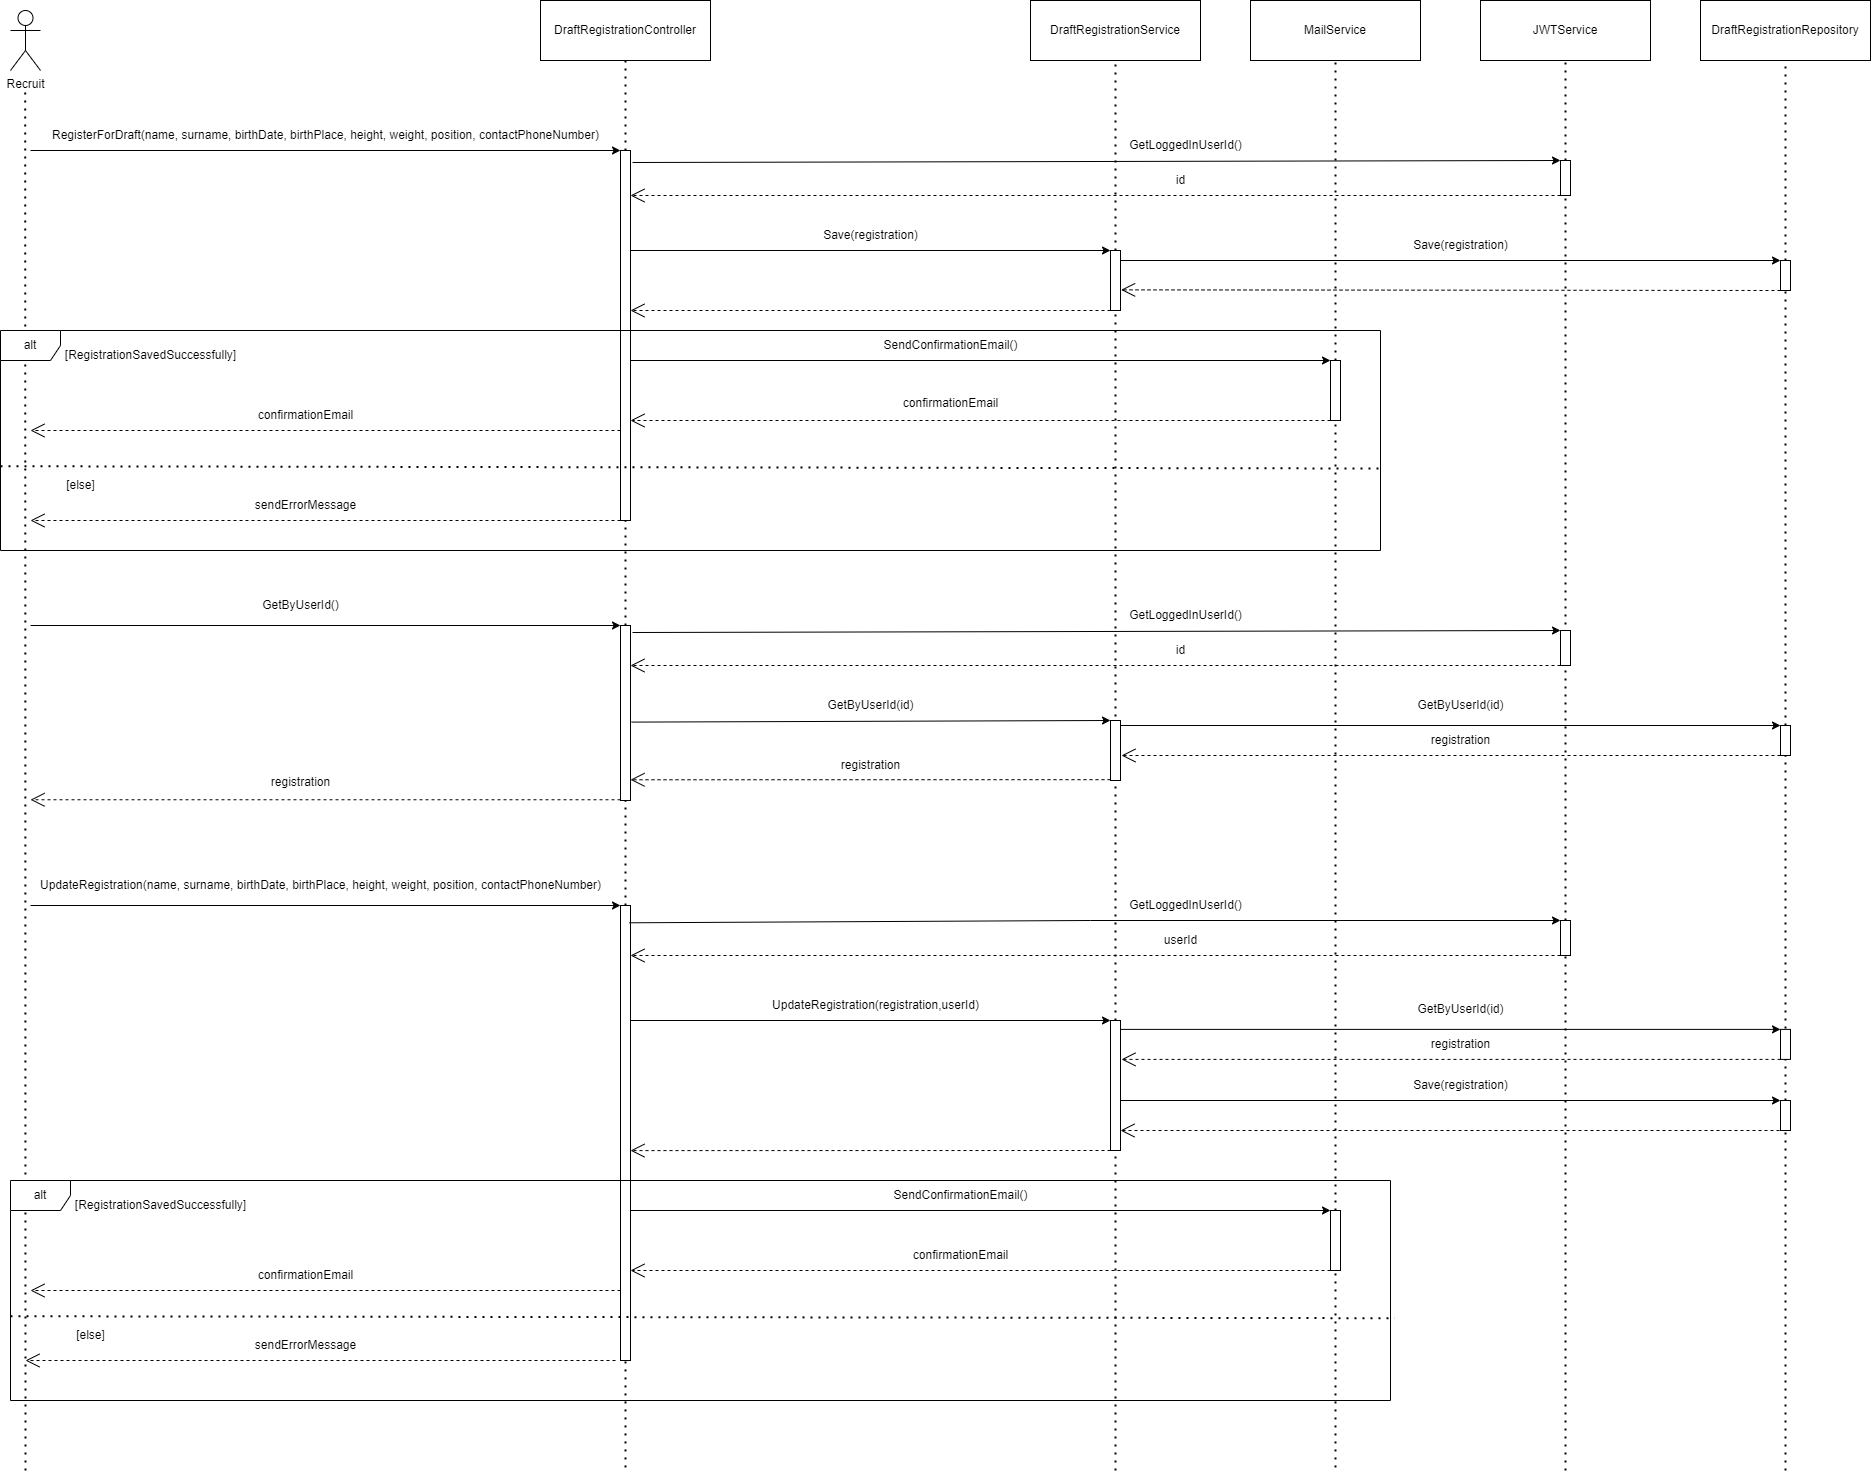 DraftRegistrationController
DraftRegistrationService
MailService
JWTService
DraftRegistrationRepository
Recruit
RegisterForDraft(name, surname, birthDate, birthPlace, height, weight, position, contactPhoneNumber)
GetLoggedInUserId()
id
Save(registration)
Save(registration)
alt
[RegistrationSavedSuccessfully]
SendConfirmationEmail()
confirmationEmail
confirmationEmail
[else]
sendErrorMessage
GetByUserId()
GetLoggedInUserId()
id
GetByUserId(id)
GetByUserId(id)
registration
registration
registration
UpdateRegistration(name, surname, birthDate, birthPlace, height, weight, position, contactPhoneNumber)
GetLoggedInUserId()
userId
UpdateRegistration(registration,userId)
GetByUserId(id)
registration
Save(registration)
alt
[RegistrationSavedSuccessfully]
SendConfirmationEmail()
confirmationEmail
confirmationEmail
[else]
sendErrorMessage